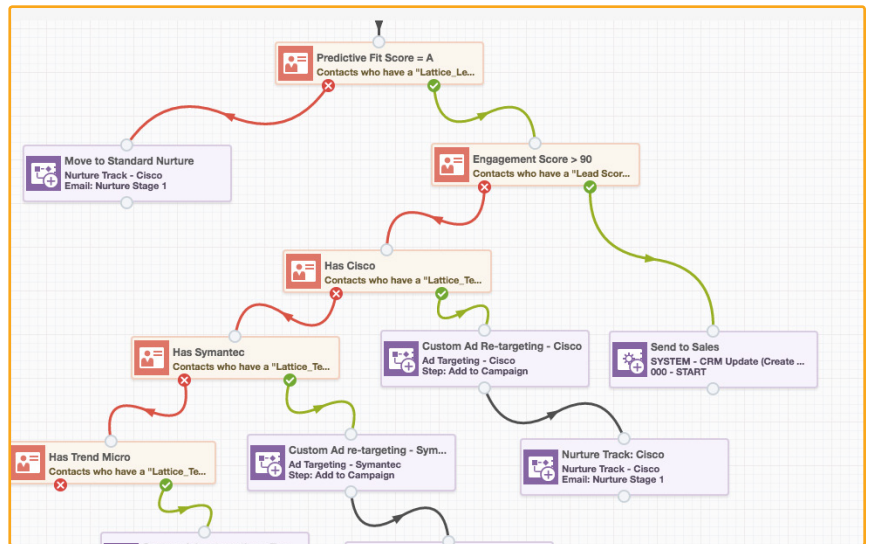 Predictive Fit Score = A
Contacts who have a "Lattice_Le...
Move to Standard Nurture
Nurture Track - Cisco
Email: Nurture Stage 1
Engagement Score > 90
Contacts who have a "Lead Scor...
Has Cisco
Contacts who have a "Lattice_Te...
Has Symantec
Contacts who have a "Lattice_Te...
Custom Ad Re-targeting - Cisco
Ad Targeting - Cisco
Step: Add to Campaign
Send to Sales
SYSTEM - CRM Update (Create ...
000 - START
Has Trend Micro
Contacts who have a "Lattice_Te...
Custom Ad re-targeting - Sym...
Ad Targeting - Symantec
Step: Add to Campaign
Nurture Track: Cisco
Nurture Track - Cisco
Email: Nurture Stage 1